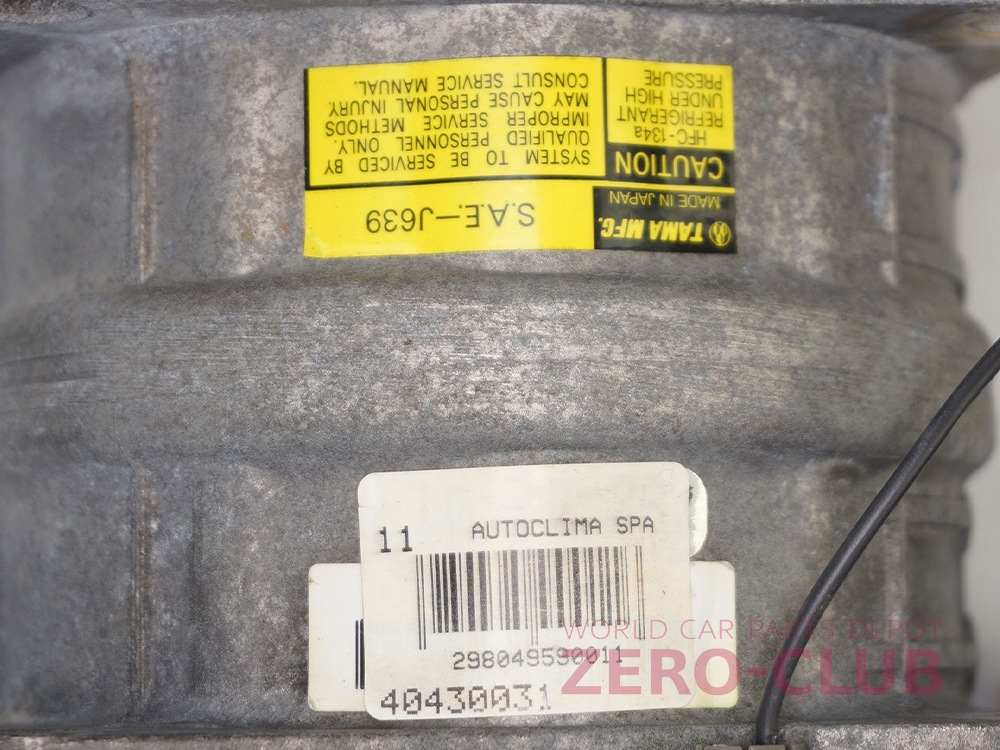 TAMA MFG.
MADE IN JAPAN
S.A.E.-J639
CAUTION
HFC-134a
REFRIGERANT
UNDER HIGH
PRESSURE
SYSTEM TO BE SERVICED BY
QUALIFIED PERSONNEL ONLY.
IMPROPER SERVICE METHODS
MAY CAUSE PERSONAL INJURY.
CONSULT SERVICE MANUAL.
11 AUTOCLIMA SPA
298049590011
40430031
WORLD CAR PARTS DEPOT
ZERO-CLUB